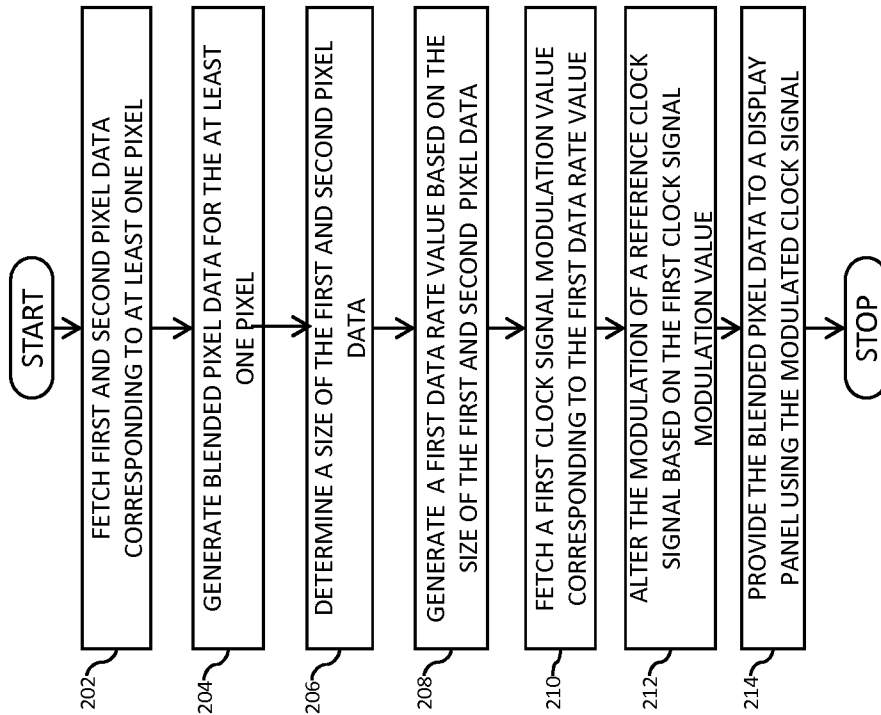 START
202
FETCH FIRST AND SECOND PIXEL DATA
CORRESPONDING TO AT LEAST ONE PIXEL
204
GENERATE BLENDED PIXEL DATA FOR THE AT LEAST
ONE PIXEL
206
DETERMINE A SIZE OF THE FIRST AND SECOND PIXEL
DATA
208
GENERATE A FIRST DATA RATE VALUE BASED ON THE
SIZE OF THE FIRST AND SECOND PIXEL DATA
210
FETCH A FIRST CLOCK SIGNAL MODULATION VALUE
CORRESPONDING TO THE FIRST DATA RATE VALUE
212
ALTER THE MODULATION OF A REFERENCE CLOCK
SIGNAL BASED ON THE FIRST CLOCK SIGNAL
MODULATION VALUE
214
PROVIDE THE BLENDED PIXEL DATA TO A DISPLAY
PANEL USING THE MODULATED CLOCK SIGNAL
STOP